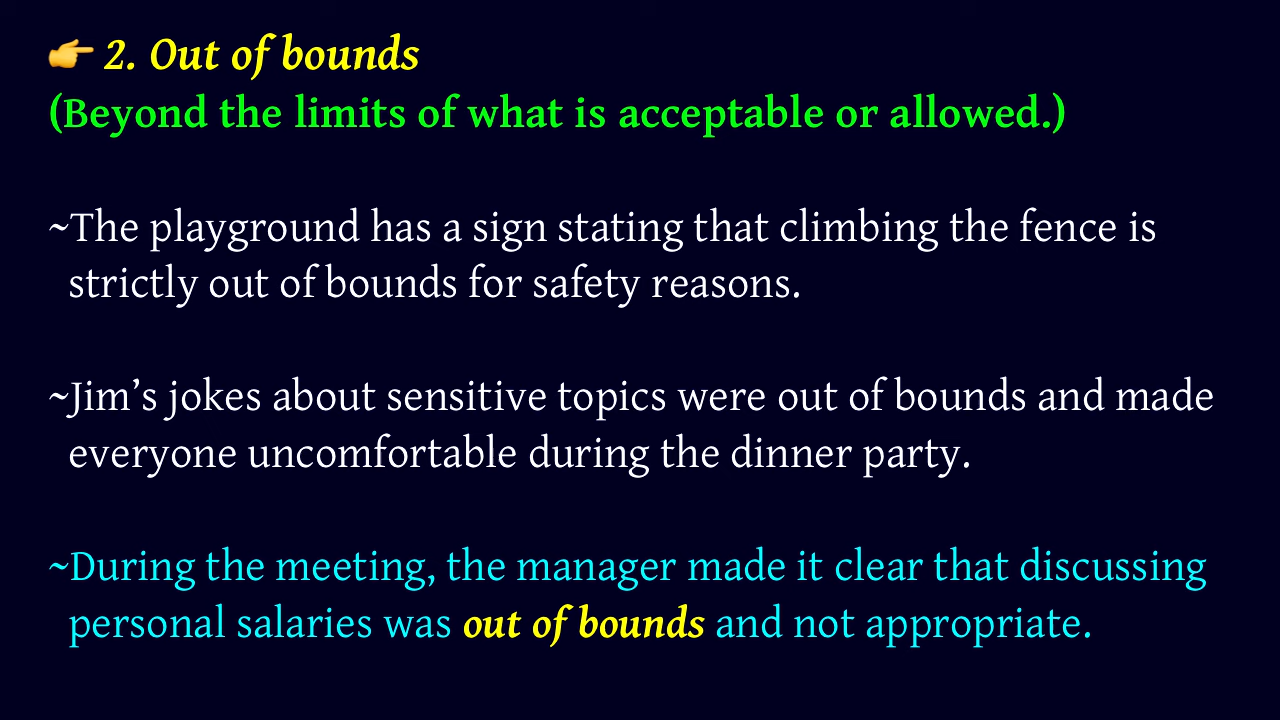 👉 2. Out of bounds
(Beyond the limits of what is acceptable or allowed.)
~The playground has a sign stating that climbing the fence is
strictly out of bounds for safety reasons.
~Jim’s jokes about sensitive topics were out of bounds and made
everyone uncomfortable during the dinner party.
~During the meeting, the manager made it clear that discussing
personal salaries was out of bounds and not appropriate.